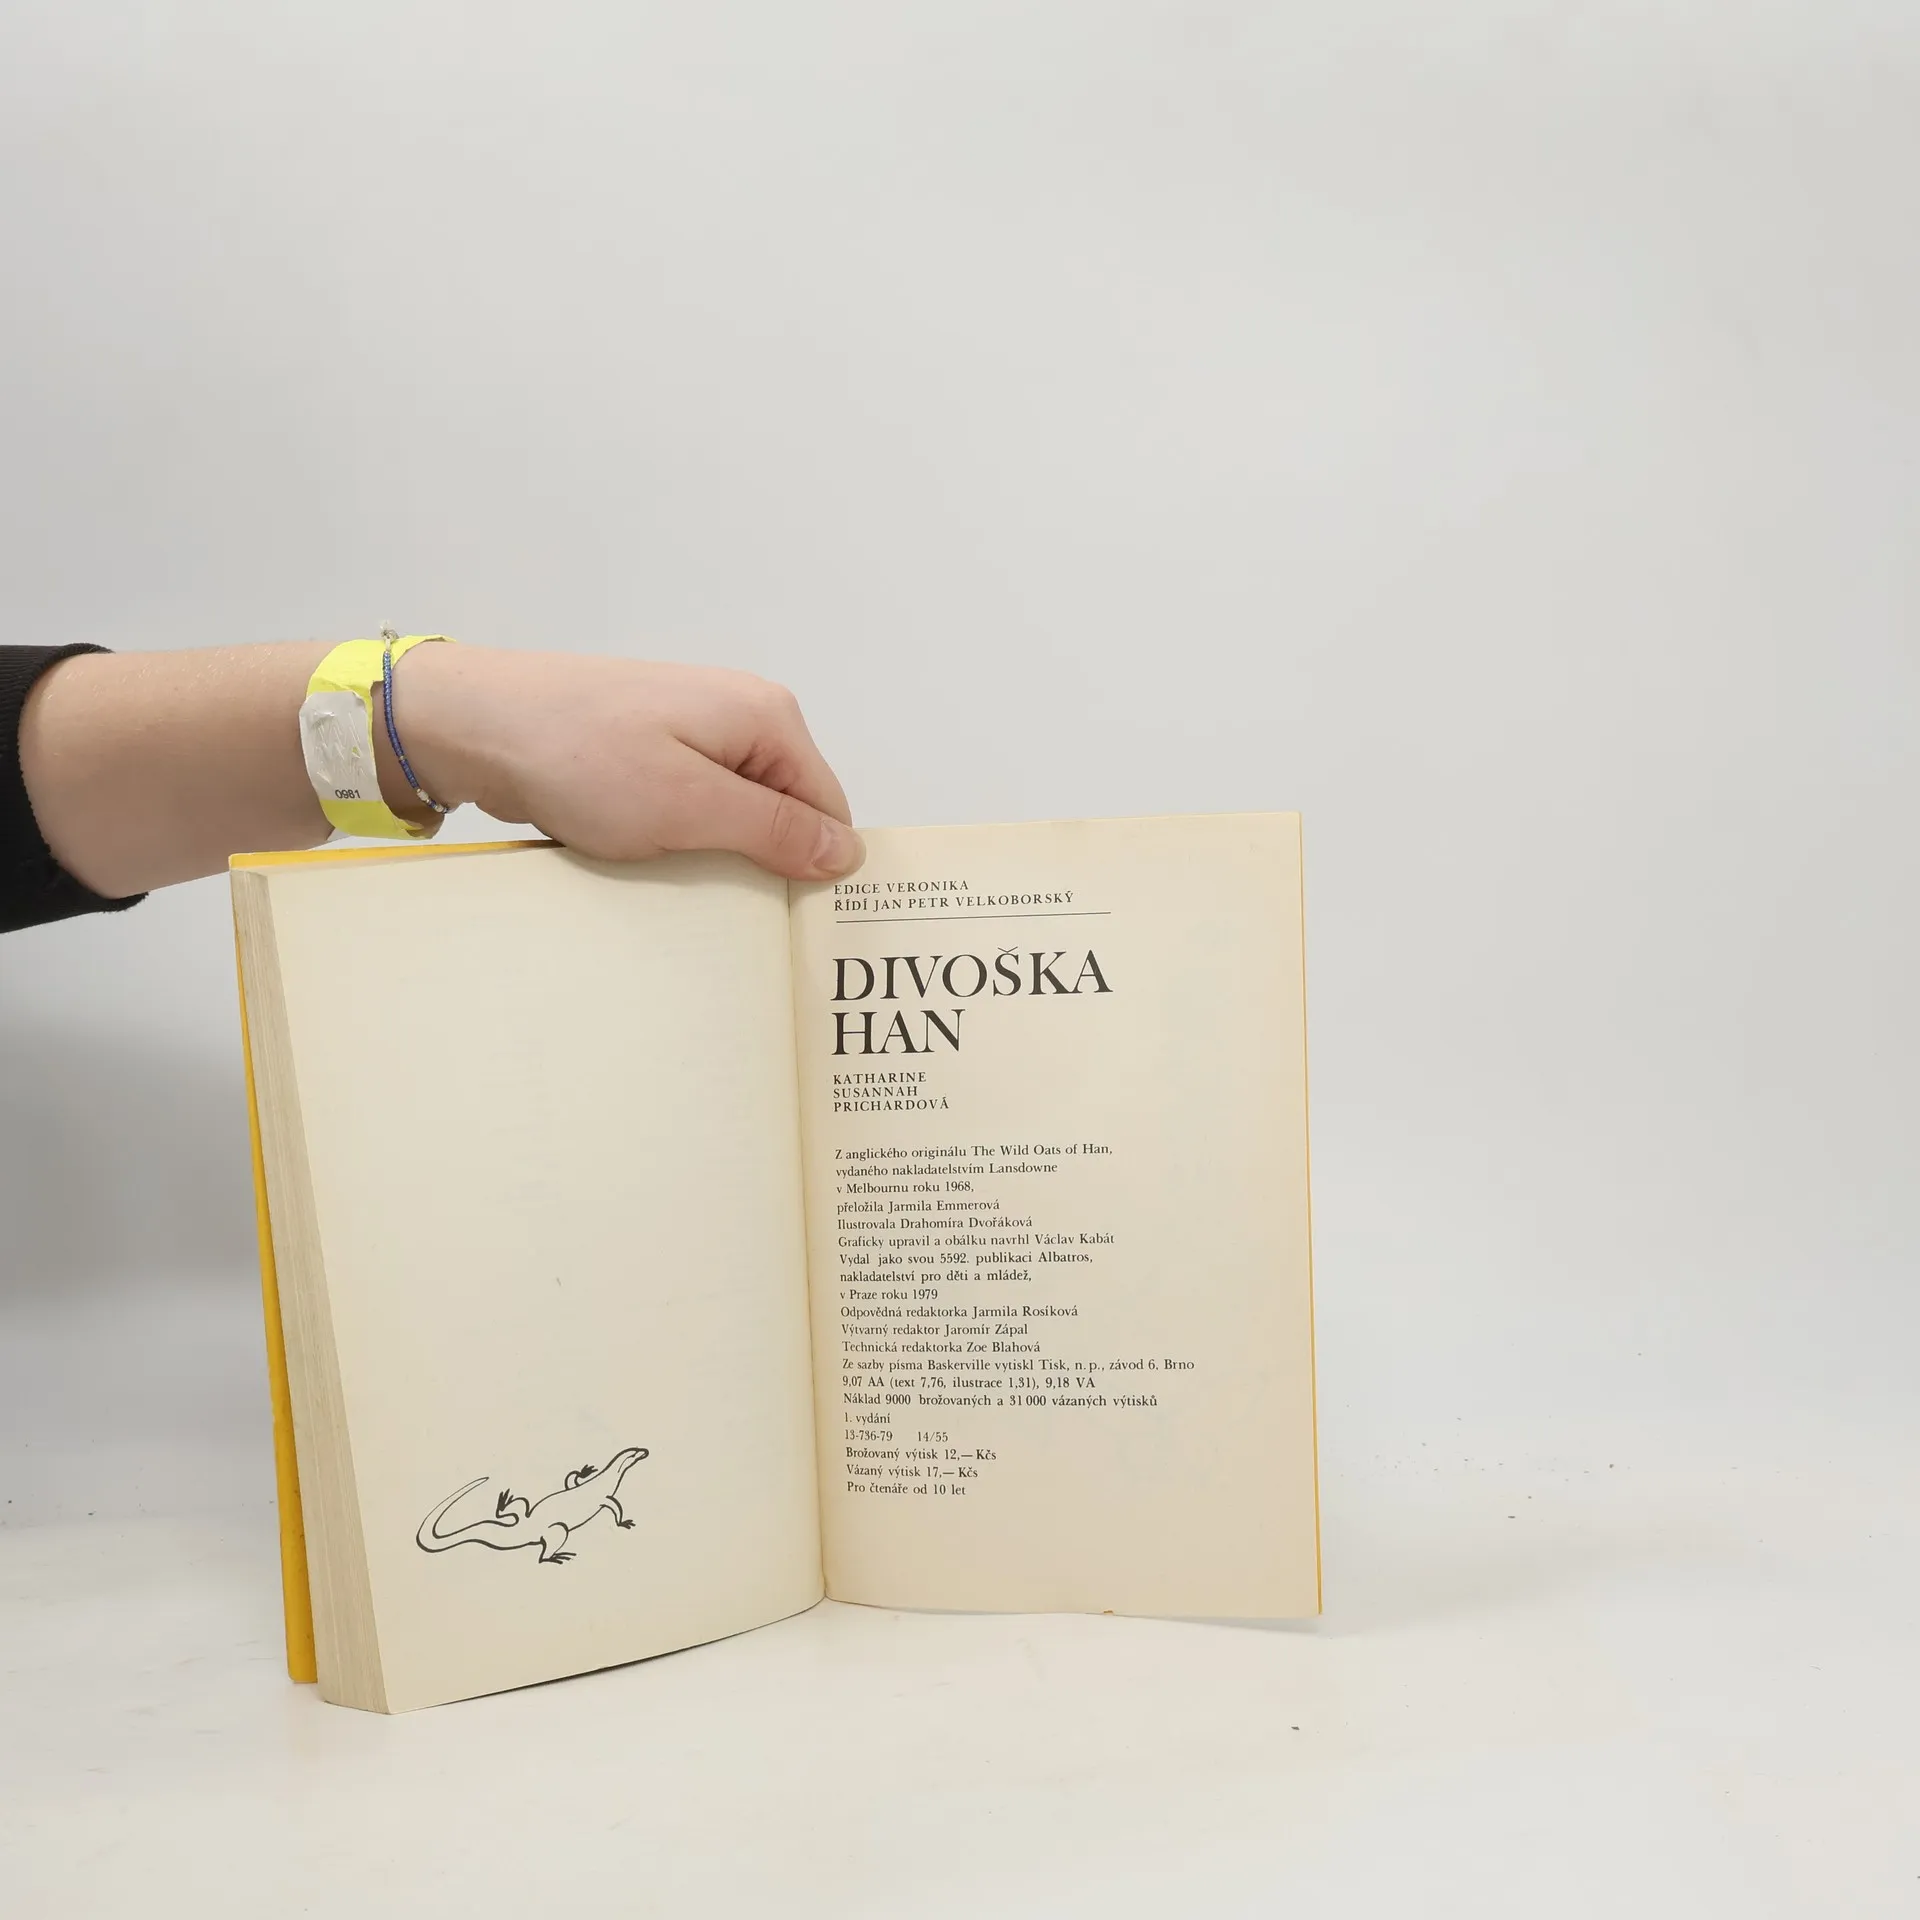 0981
EDICE VERONIKA
ŘÍDÍ JAN PETR VELKOBORSKÝ
DIVOŠKA
HAN
KATHARINE
SUSANNAH
PRICHARDOVÁ
Z anglického originálu The Wild Oats of Han,
vydaného nakladatelstvím Lansdowne
v Melbournu roku 1968,
přeložila Jarmila Emmerová
Ilustrovala Drahomíra Dvořáková
Graficky upravil a obálku navrhl Václav Kabát
Vydal jako svou 5592. publikaci Albatros,
nakladatelství pro děti a mládež,
v Praze roku 1979
Odpovědná redaktorka Jarmila Rosíková
Výtvarný redaktor Jaromír Zápal
Technická redaktorka Zoe Blahová
Ze sazby písma Baskerville vytiskl Tisk, n. p., závod 6, Brno
9,07 AA (text 7,76, ilustrace 1,31), 9,18 VA
Náklad 9000 brožovaných a 31 000 vázaných výtisků
1. vydání
13-736-79 14/55
Brožovaný výtisk 12,— Kčs
Vázaný výtisk 17,— Kčs
Pro čtenáře od 10 let